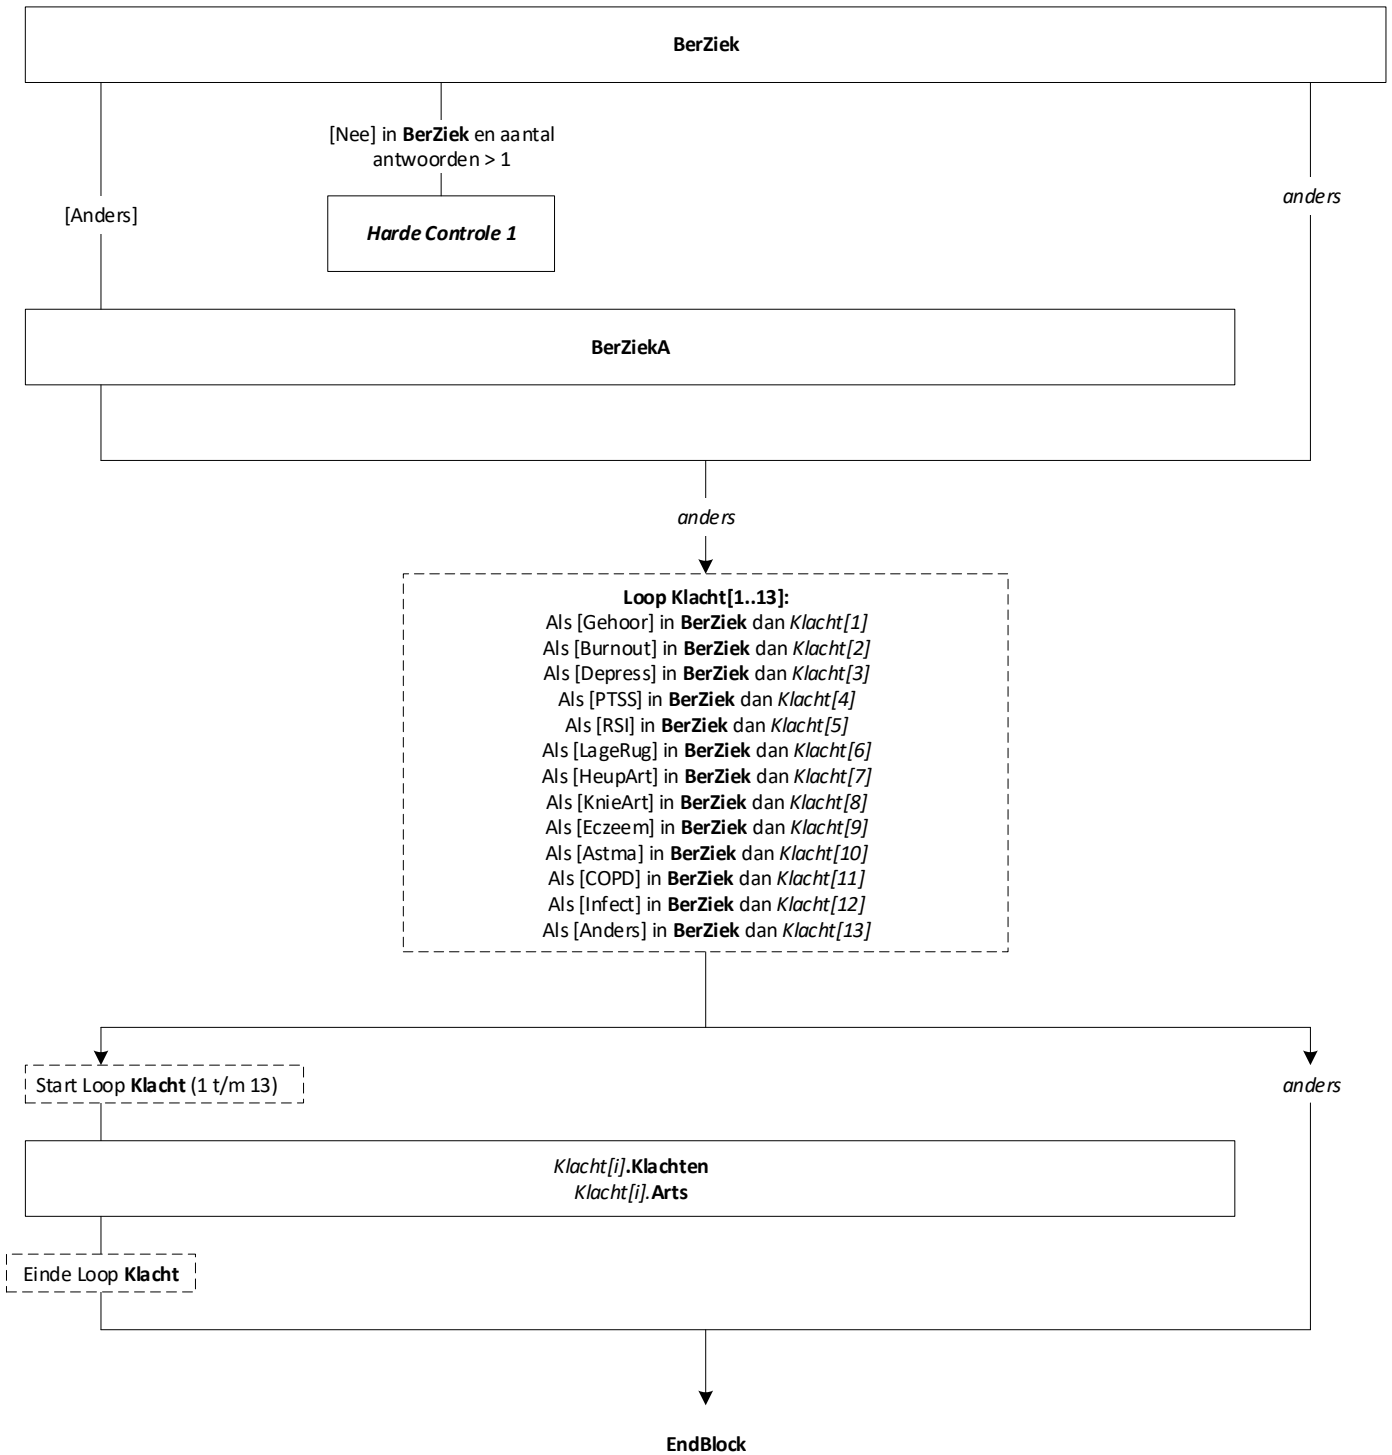 BerZiek
[Nee] in BerZiek en aantal
antwoorden > 1
anders
[Anders]
Harde Controle 1
BerZiekA
anders
Loop Klacht[1..13]:
Als [Gehoor] in BerZiek dan Klacht[1]
Als [Burnout] in BerZiek dan Klacht[2]
Als [Depress] in BerZiek dan Klacht[3]
Als [PTSS] in BerZiek dan Klacht[4]
Als [RSI] in BerZiek dan Klacht[5]
Als [LageRug] in BerZiek dan Klacht[6]
Als [HeupArt] in BerZiek dan Klacht[7]
Als [KnieArt] in BerZiek dan Klacht[8]
Als [Eczeem] in BerZiek dan Klacht[9]
Als [Astma] in BerZiek dan Klacht[10]
Als [COPD] in BerZiek dan Klacht[11]
Als [Infect] in BerZiek dan Klacht[12]
Als [Anders] in BerZiek dan Klacht[13]
Start Loop Klacht (1 t/m 13)
anders
Klacht[i].Klachten
Klacht[i].Arts
Einde Loop Klacht
EndBlock